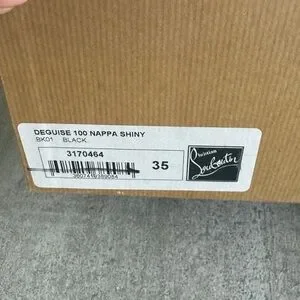 DEGUISE 100 NAPPA SHINY
BK01 BLACK
3170464
35
Christian
Louboutin